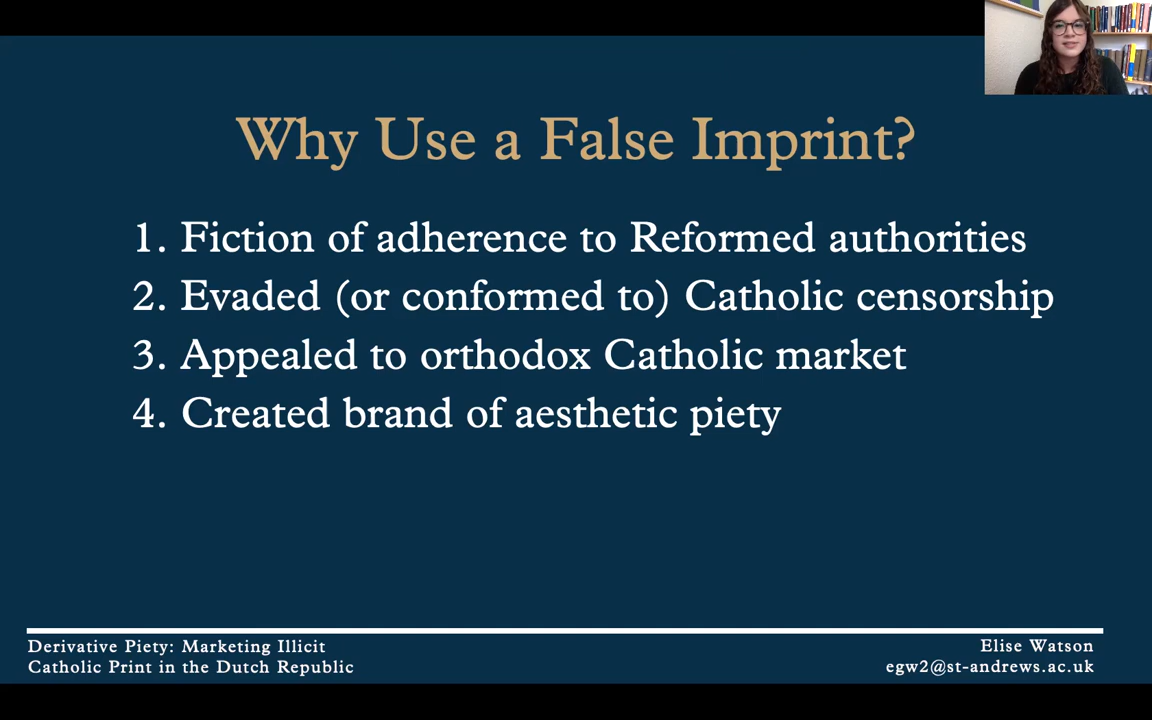 Why Use a False Imprint?
1. Fiction of adherence to Reformed authorities
2. Evaded (or conformed to) Catholic censorship
3. Appealed to orthodox Catholic market
4. Created brand of aesthetic piety
Derivative Piety: Marketing Illicit
Catholic Print in the Dutch Republic
Elise Watson
egw2@st-andrews.ac.uk